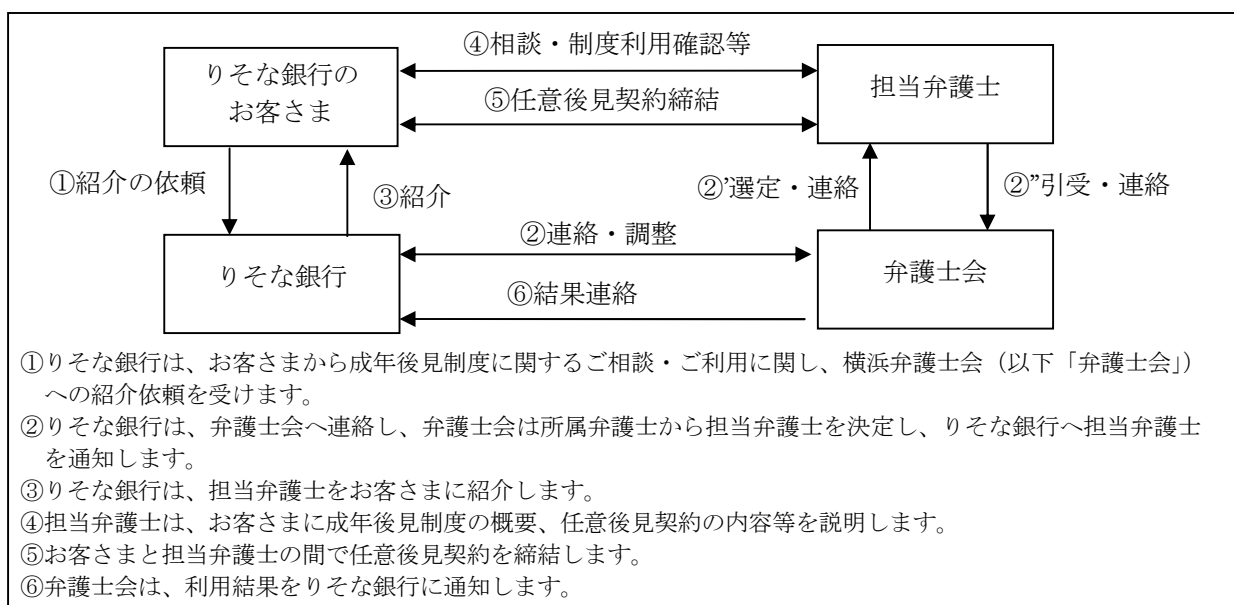 ④相談・制度利用確認等
りそな銀行の
お客さま
担当弁護士
⑤任意後見契約締結
①紹介の依頼
③紹介
②’選定・連絡
②”引受・連絡
②連絡・調整
りそな銀行
弁護士会
⑥結果連絡
①りそな銀行は、お客さまから成年後見制度に関するご相談・ご利用に関し、横浜弁護士会（以下「弁護士会」）
への紹介依頼を受けます。
②りそな銀行は、弁護士会へ連絡し、弁護士会は所属弁護士から担当弁護士を決定し、りそな銀行へ担当弁護士
を通知します。
③りそな銀行は、担当弁護士をお客さまに紹介します。
④担当弁護士は、お客さまに成年後見制度の概要、任意後見契約の内容等を説明します。
⑤お客さまと担当弁護士の間で任意後見契約を締結します。
⑥弁護士会は、利用結果をりそな銀行に通知します。